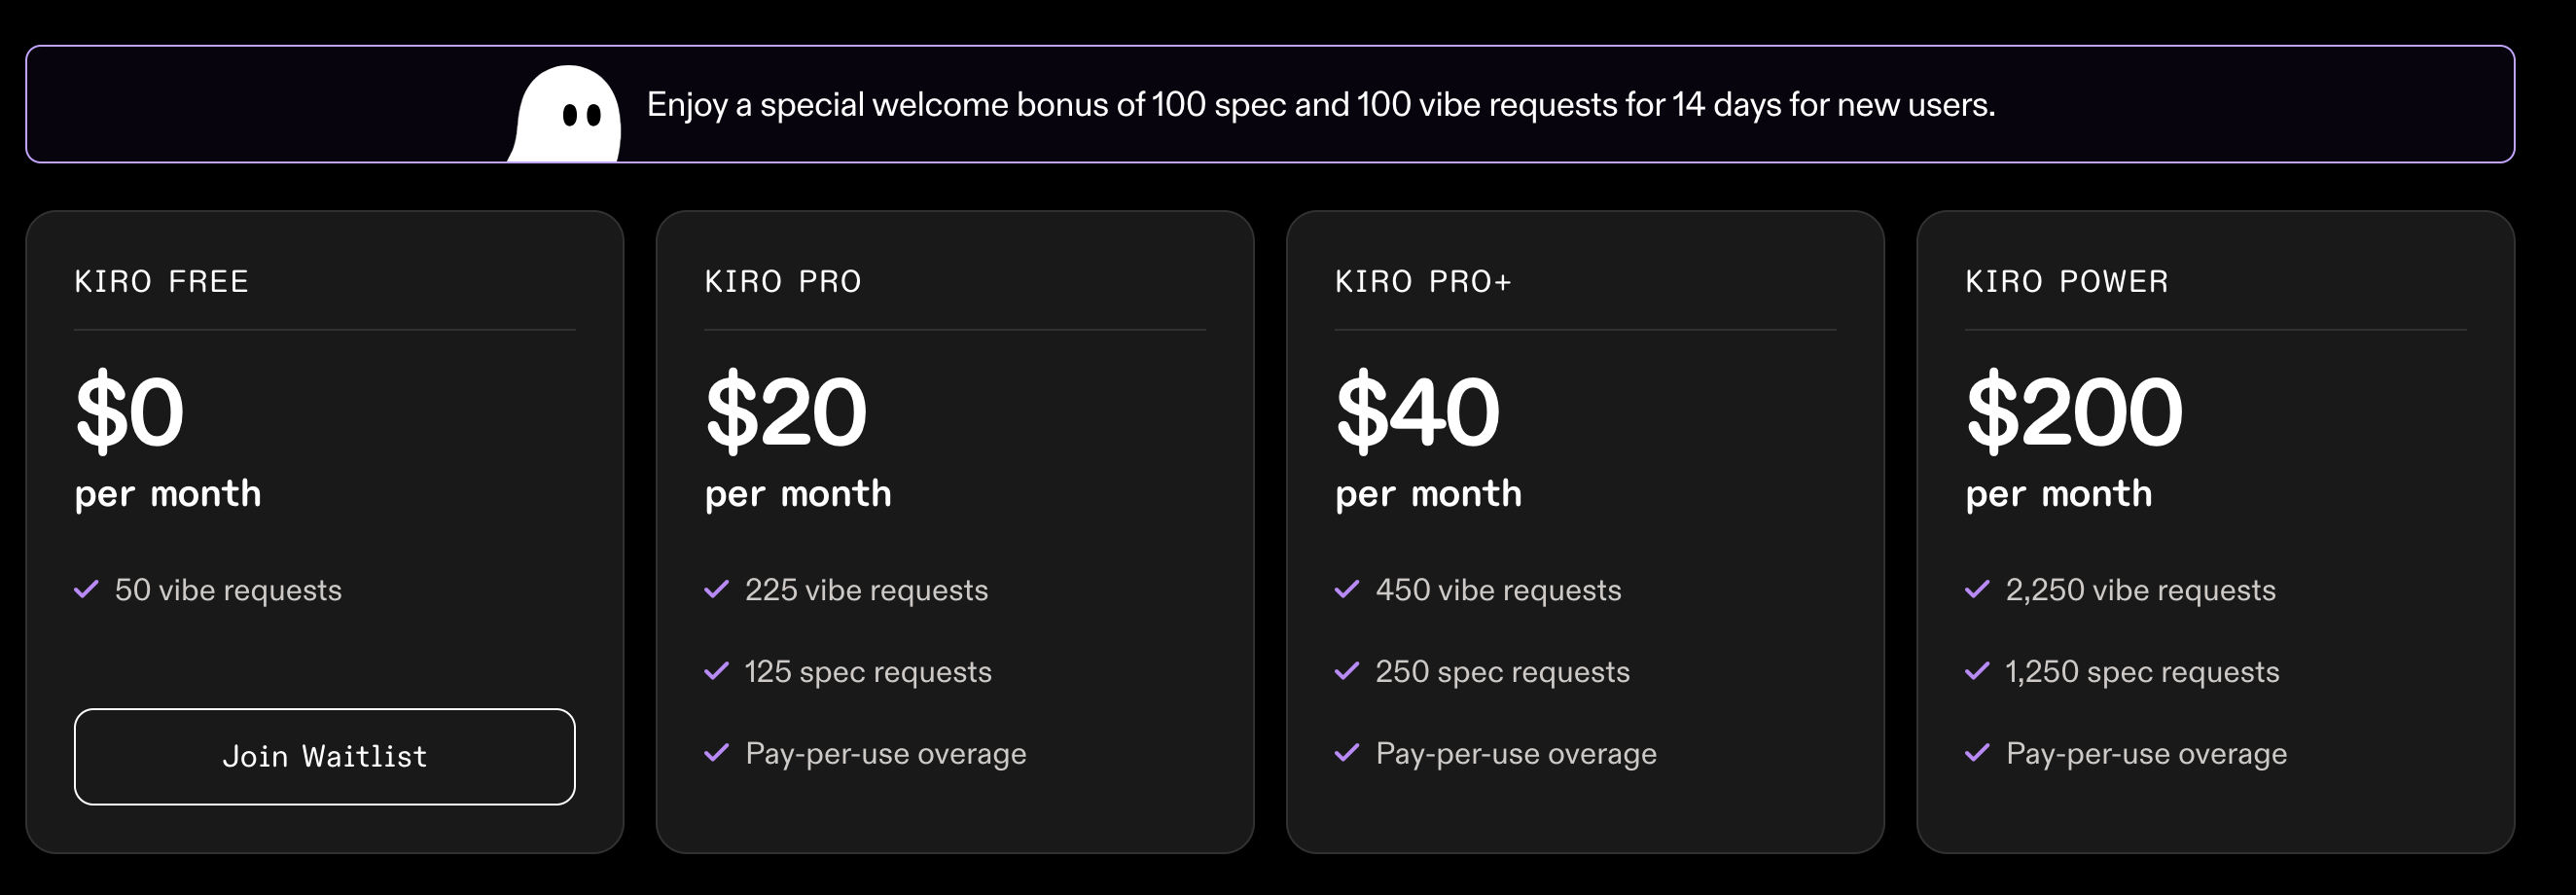 Enjoy a special welcome bonus of 100 spec and 100 vibe requests for 14 days for new users.
KIRO FREE
$0
per month
50 vibe requests
Join Waitlist
KIRO PRO
$20
per month
225 vibe requests
125 spec requests
Pay-per-use overage
KIRO PRO+
$40
per month
450 vibe requests
250 spec requests
Pay-per-use overage
KIRO POWER
$200
per month
2,250 vibe requests
1,250 spec requests
Pay-per-use overage